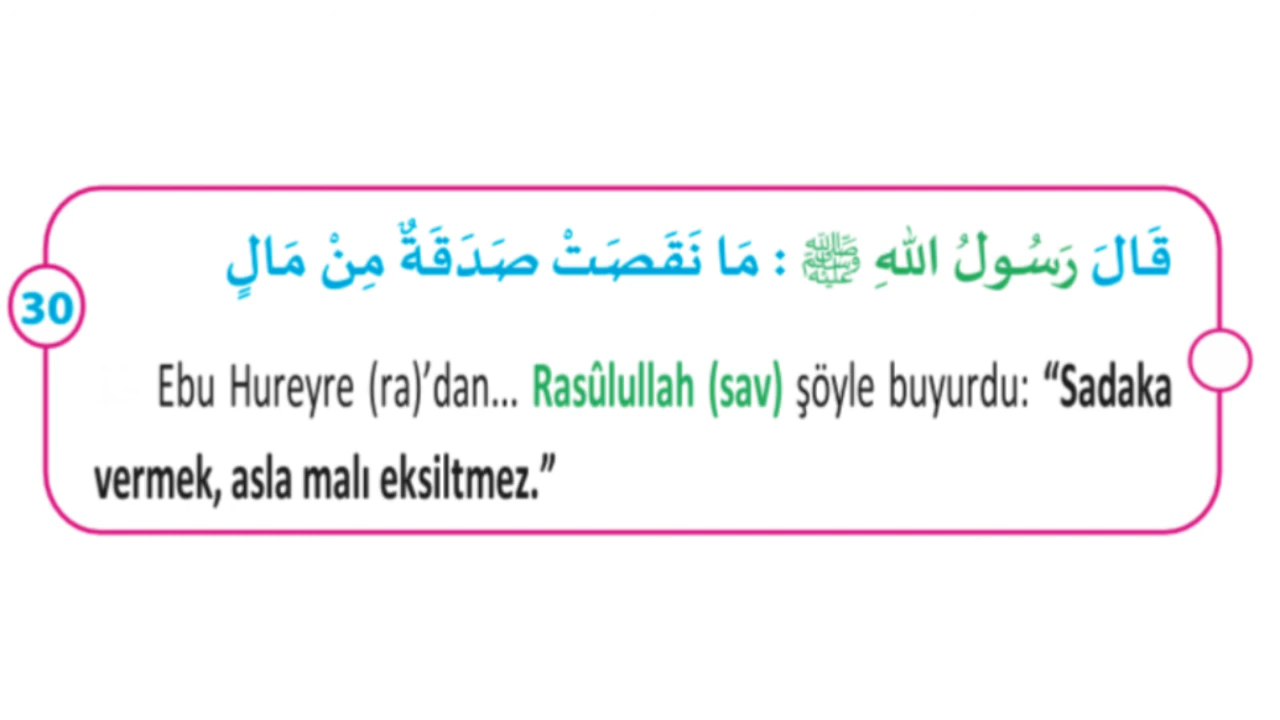 قَالَ رَسُولُ اللهِ ﷺ : مَا نَقَصَتْ صَدَقَةٌ مِنْ مَالٍ
30
Ebu Hureyre (ra)’dan... Rasûlullah (sav) şöyle buyurdu: “Sadaka
vermek, asla malı eksiltmez.”